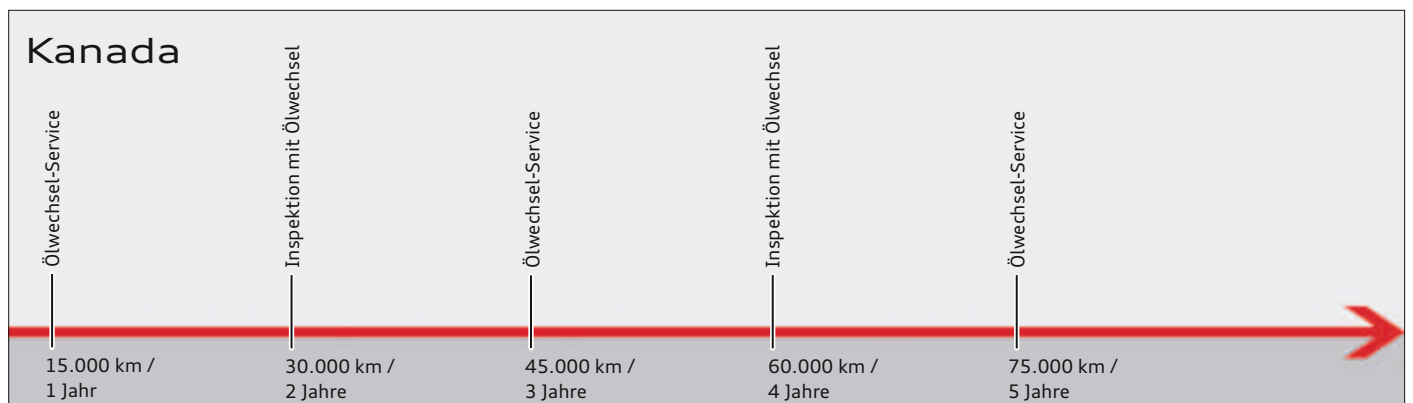 Kanada
Ölwechsel-Service
Inspektion mit Ölwechsel
Ölwechsel-Service
Inspektion mit Ölwechsel
Ölwechsel-Service
15.000 km /
1 Jahr
30.000 km /
2 Jahre
45.000 km /
3 Jahre
60.000 km /
4 Jahre
75.000 km /
5 Jahre